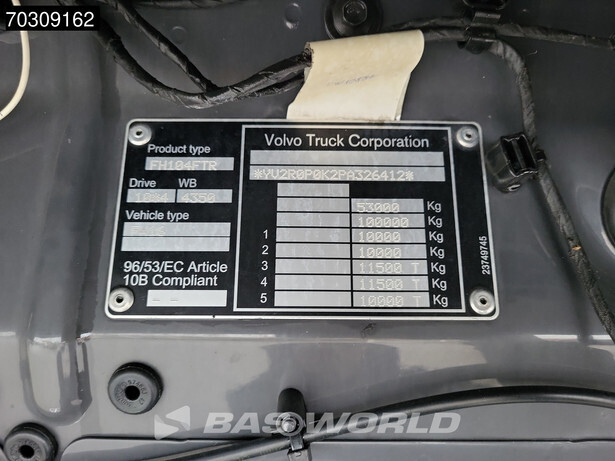 70309162
Volvo Truck Corporation
Product type
FH104FTR
*YV2R0P0K2PA326412*
Drive WB
10*4 4350
53000 Kg
100000 Kg
Vehicle type
1 10000 Kg
2 10000 Kg
96/53/EC Article
10B Compliant
3 11500 T Kg
4 11500 T Kg
-- 
5 10000 T Kg
23749745
BAS WORLD